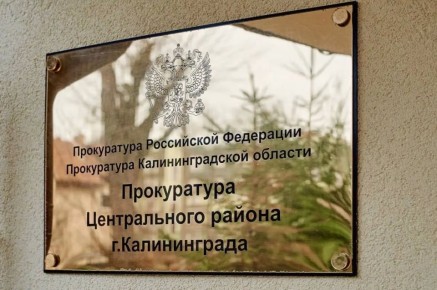 Прокуратура Российской Федерации
Прокуратура Калининградской области
Прокуратура
Центрального района
г.Калининграда